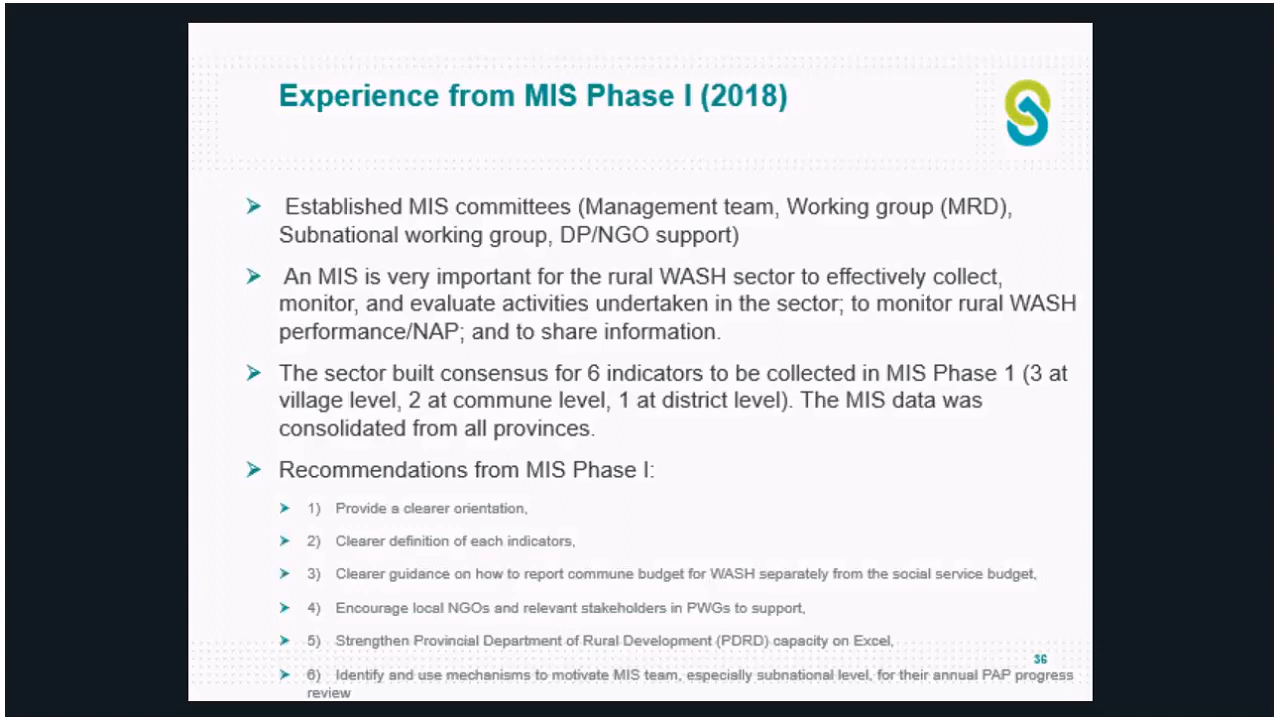 Experience from MIS Phase I (2018)
Established MIS committees (Management team, Working group (MRD),
Subnational working group, DP/NGO support)
An MIS is very important for the rural WASH sector to effectively collect,
monitor, and evaluate activities undertaken in the sector; to monitor rural WASH
performance/NAP; and to share information.
The sector built consensus for 6 indicators to be collected in MIS Phase 1 (3 at
village level, 2 at commune level, 1 at district level). The MIS data was
consolidated from all provinces.
Recommendations from MIS Phase I:
1) Provide a clearer orientation,
2) Clearer definition of each indicators,
3) Clearer guidance on how to report commune budget for WASH separately from the social service budget,
4) Encourage local NGOs and relevant stakeholders in PWGs to support,
5) Strengthen Provincial Department of Rural Development (PDRD) capacity on Excel,
36
6) Identify and use mechanisms to motivate MIS team, especially subnational level, for their annual PAP progress
review